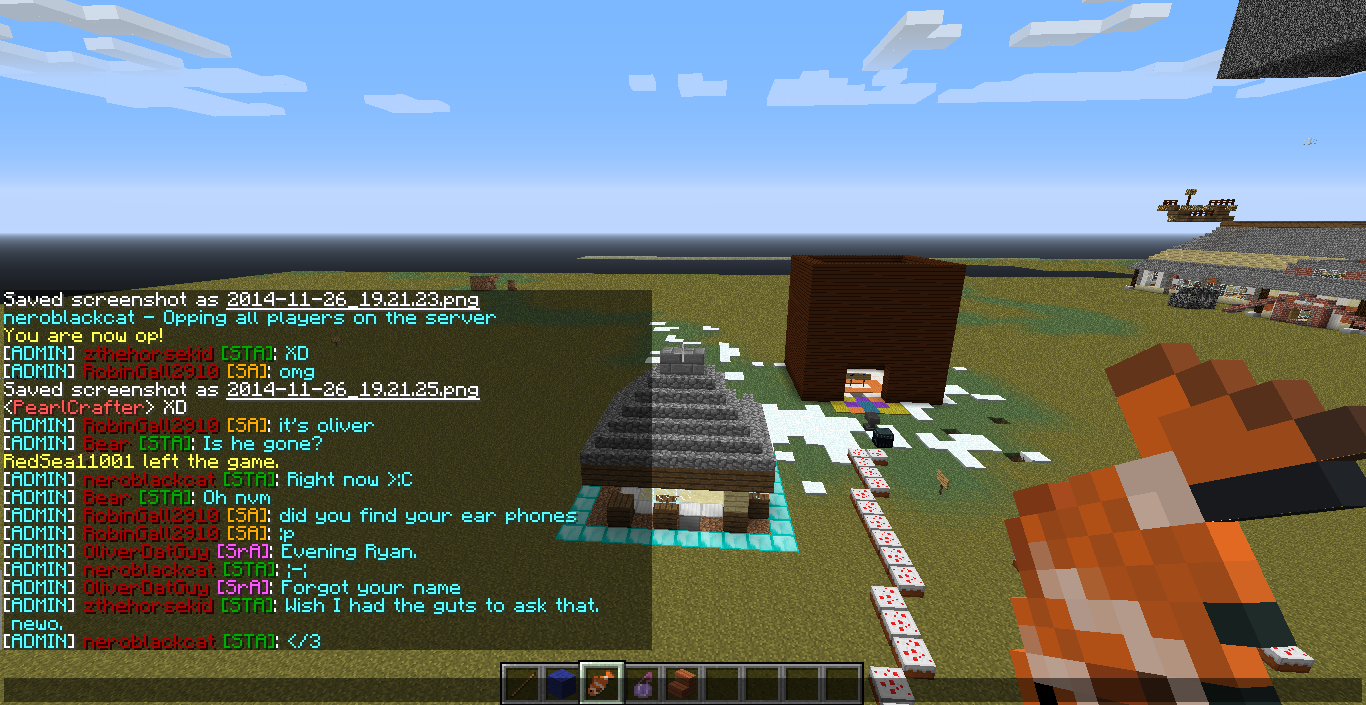 Saved screenshot as 2014-11-26_19.21.23.png
neroblackcat - Opping all players on the server
You are now op!
[ADMIN] zthehorsekid [STA]: XD
[ADMIN] RobinGall2910 [SA]: omg
Saved screenshot as 2014-11-26_19.21.25.png
<PearlCrafter> XD
[ADMIN] RobinGall2910 [SA]: it's oliver
[ADMIN] Bear [STA]: Is he gone?
RedSea11001 left the game.
[ADMIN] neroblackcat [STA]: Right now >:C
[ADMIN] Bear [STA]: Oh nvm
[ADMIN] RobinGall2910 [SA]: did you find your ear phones
[ADMIN] RobinGall2910 [SA]: :p
[ADMIN] OliverDatGuy [SrA]: Evening Ryan.
[ADMIN] neroblackcat [STA]: ;-;
[ADMIN] OliverDatGuy [SrA]: Forgot your name
[ADMIN] zthehorsekid [STA]: Wish I had the guts to ask that.
newo.
[ADMIN] neroblackcat [STA]: </3